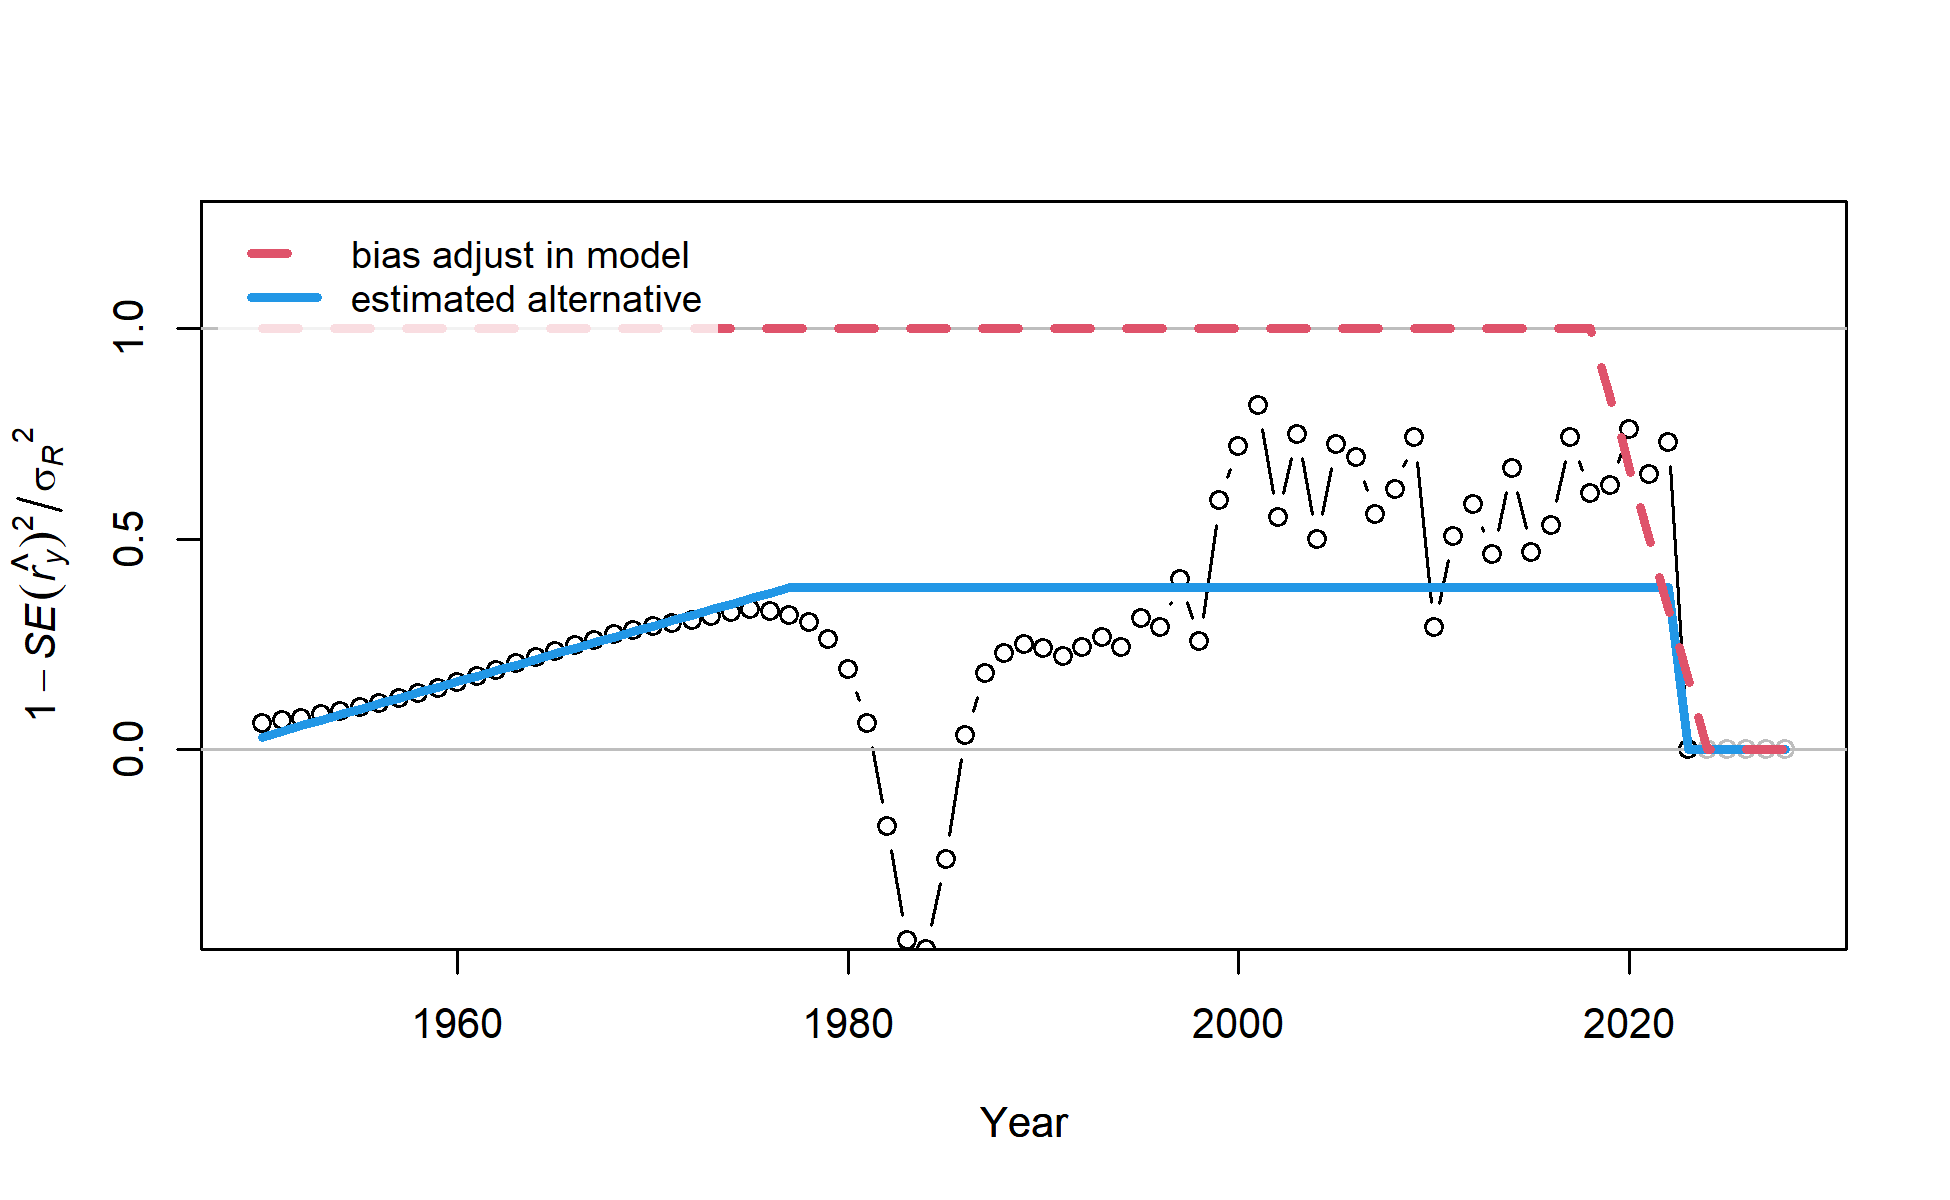 bias adjust in model
estimated alternative
1.0
0.5
0.0
1 − SE(r̂y)² / σR²
1960 1980 2000 2020
Year